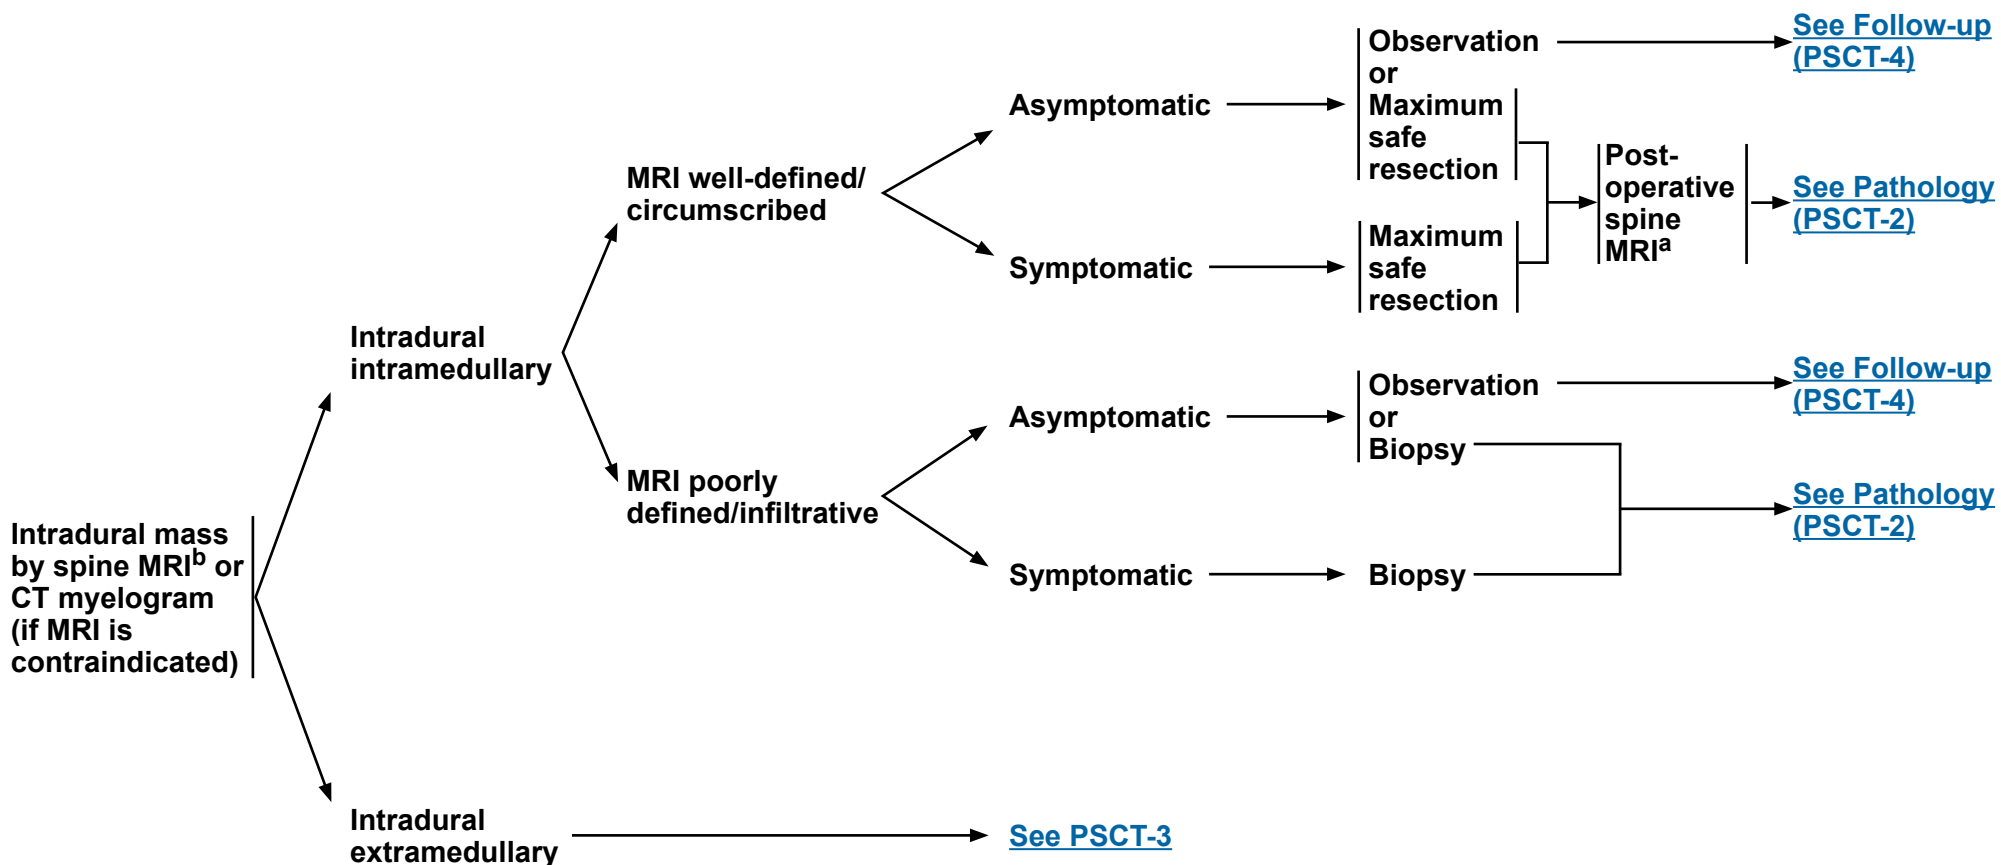 Intradural mass
by spine MRIb or
CT myelogram
(if MRI is
contraindicated)
Intradural
intramedullary
MRI well-defined/
circumscribed
Asymptomatic
Observation
or
Maximum
safe
resection
See Follow-up
(PSCT-4)
Symptomatic
Maximum
safe
resection
Post-
operative
spine
MRIa
See Pathology
(PSCT-2)
MRI poorly
defined/infiltrative
Asymptomatic
Observation
or
Biopsy
See Follow-up
(PSCT-4)
Symptomatic
Biopsy
See Pathology
(PSCT-2)
Intradural
extramedullary
See PSCT-3